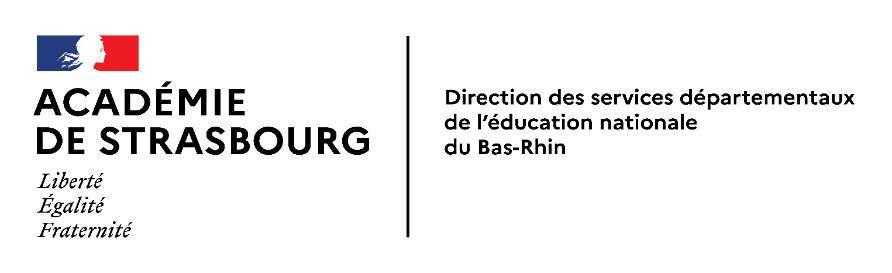 ACADÉMIE
DE STRASBOURG
Liberté
Égalité
Fraternité
Direction des services départementaux
de l'éducation nationale
du Bas-Rhin